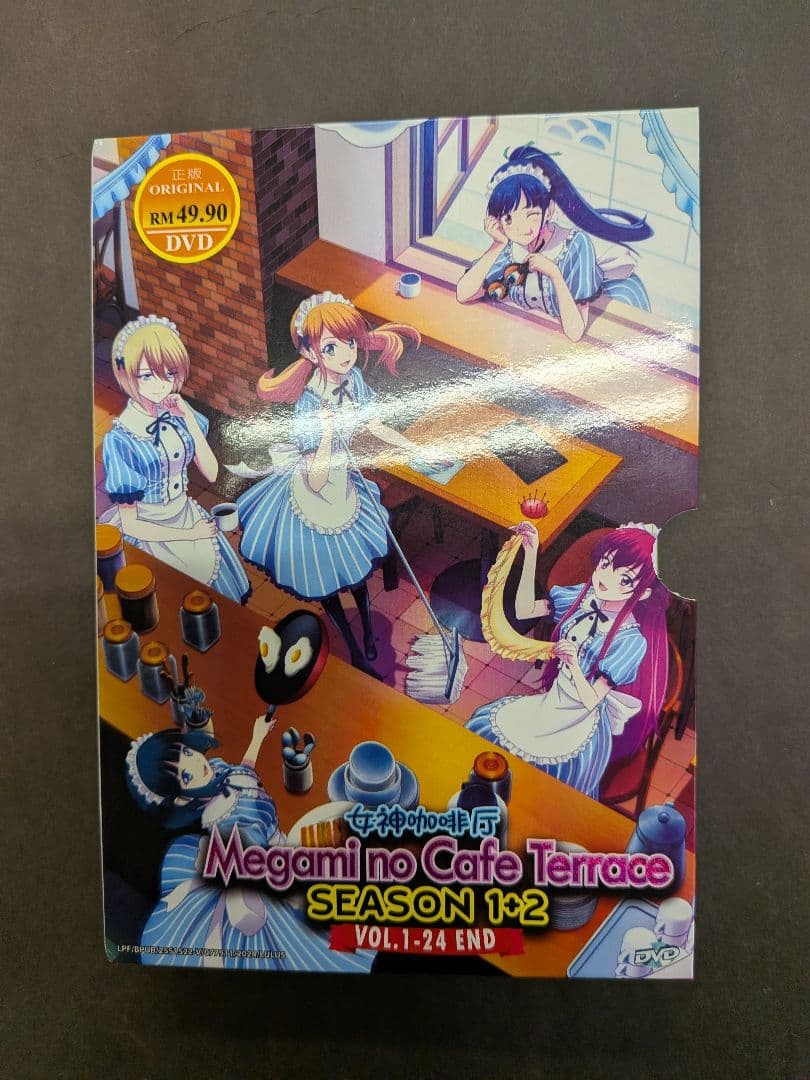 正版
ORIGINAL
RM 49.90
DVD
女神咖啡厅
Megami no Cafe Terrace
SEASON 1+2
VOL.1-24 END
DVD